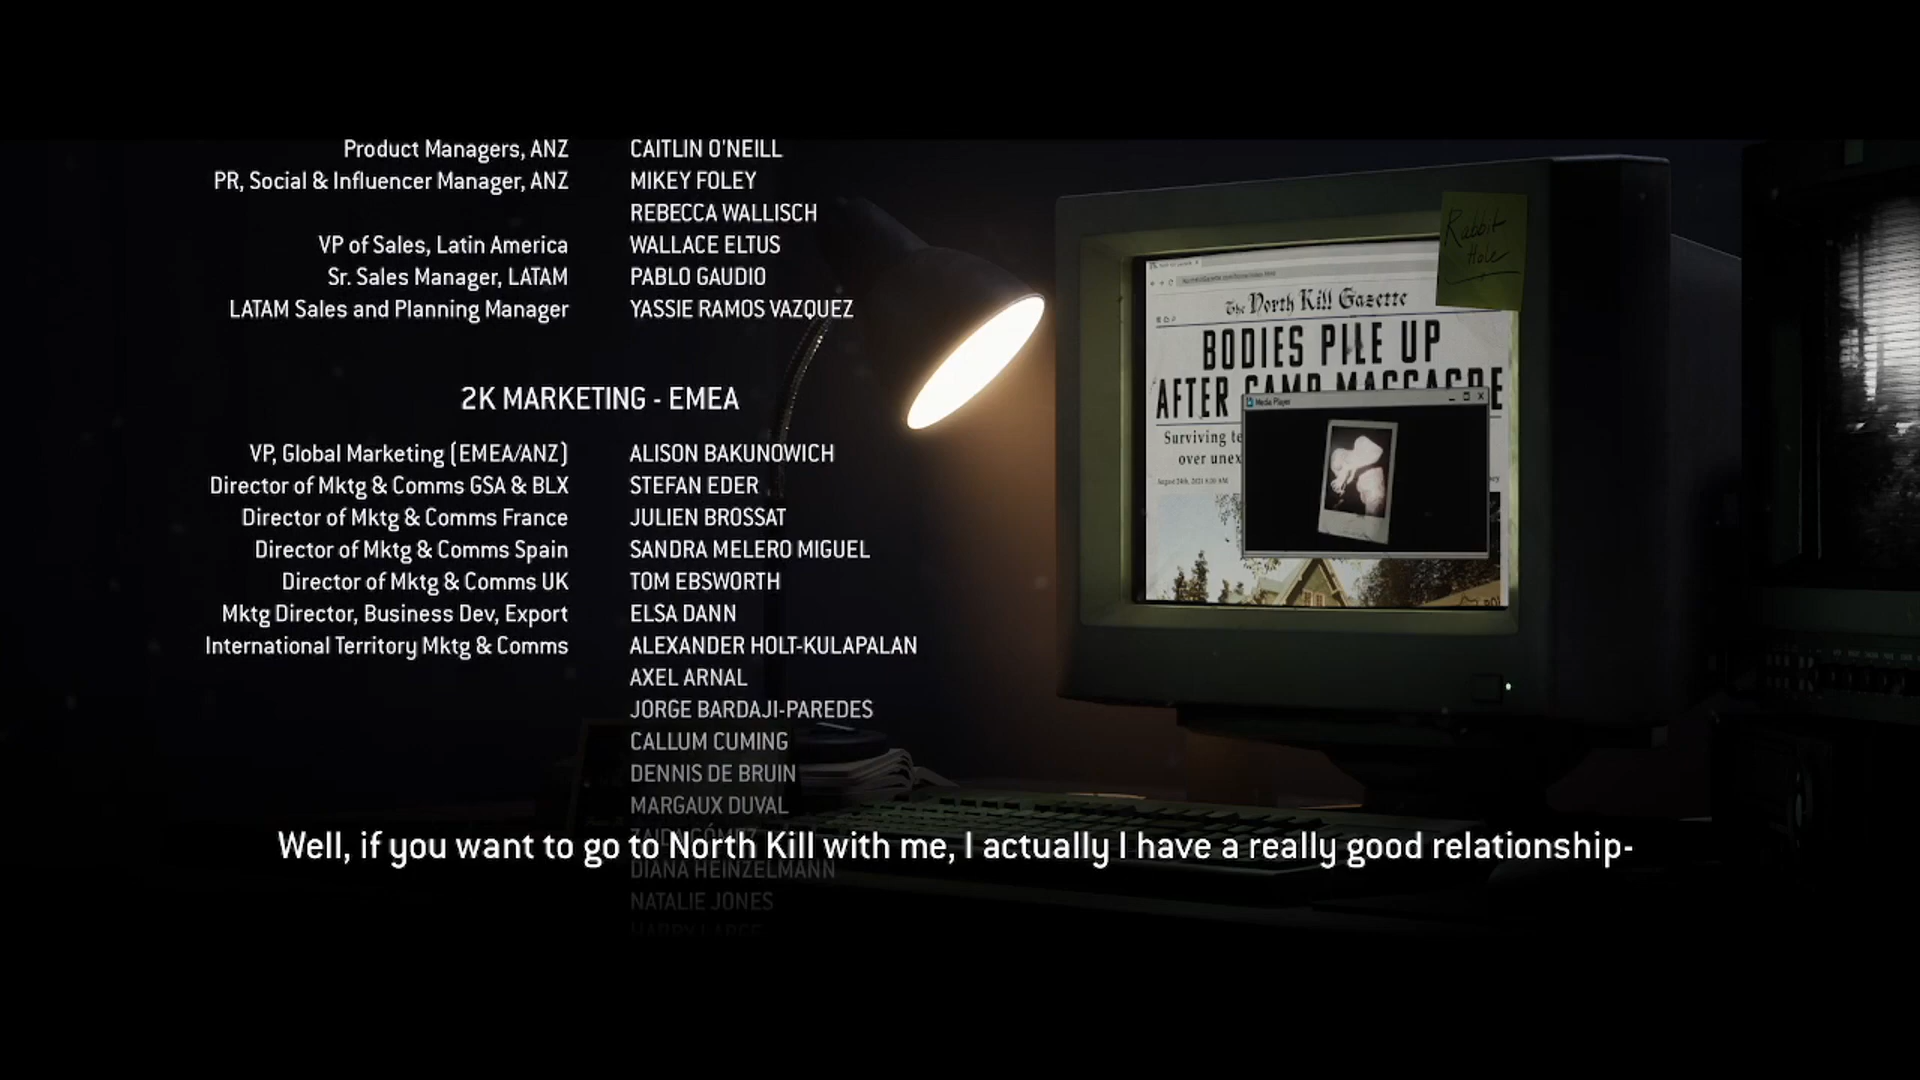 Product Managers, ANZ CAITLIN O'NEILL
PR, Social & Influencer Manager, ANZ MIKEY FOLEY
REBECCA WALLISCH
VP of Sales, Latin America WALLACE ELTUS
Sr. Sales Manager, LATAM PABLO GAUDIO
LATAM Sales and Planning Manager YASSIE RAMOS VAZQUEZ
2K MARKETING - EMEA
VP, Global Marketing (EMEA/ANZ) ALISON BAKUNOWICH
Director of Mktg & Comms GSA & BLX STEFAN EDER
Director of Mktg & Comms France JULIEN BROSSAT
Director of Mktg & Comms Spain SANDRA MELERO MIGUEL
Director of Mktg & Comms UK TOM EBSWORTH
Mktg Director, Business Dev, Export ELSA DANN
International Territory Mktg & Comms ALEXANDER HOLT-KULAPALAN
AXEL ARNAL
JORGE BARDAJI-PAREDES
CALLUM CUMING
DENNIS DE BRUIN
MARGAUX DUVAL
ZAIDA GÓMEZ
DIANA HEINZELMANN
NATALIE JONES
Well, if you want to go to North Kill with me, I actually I have a really good relationship-
Rabbit
Hole
The North Kill Gazette
BODIES PILE UP
AFTER CAMP MASSACRE
Media Player
Surviving
over